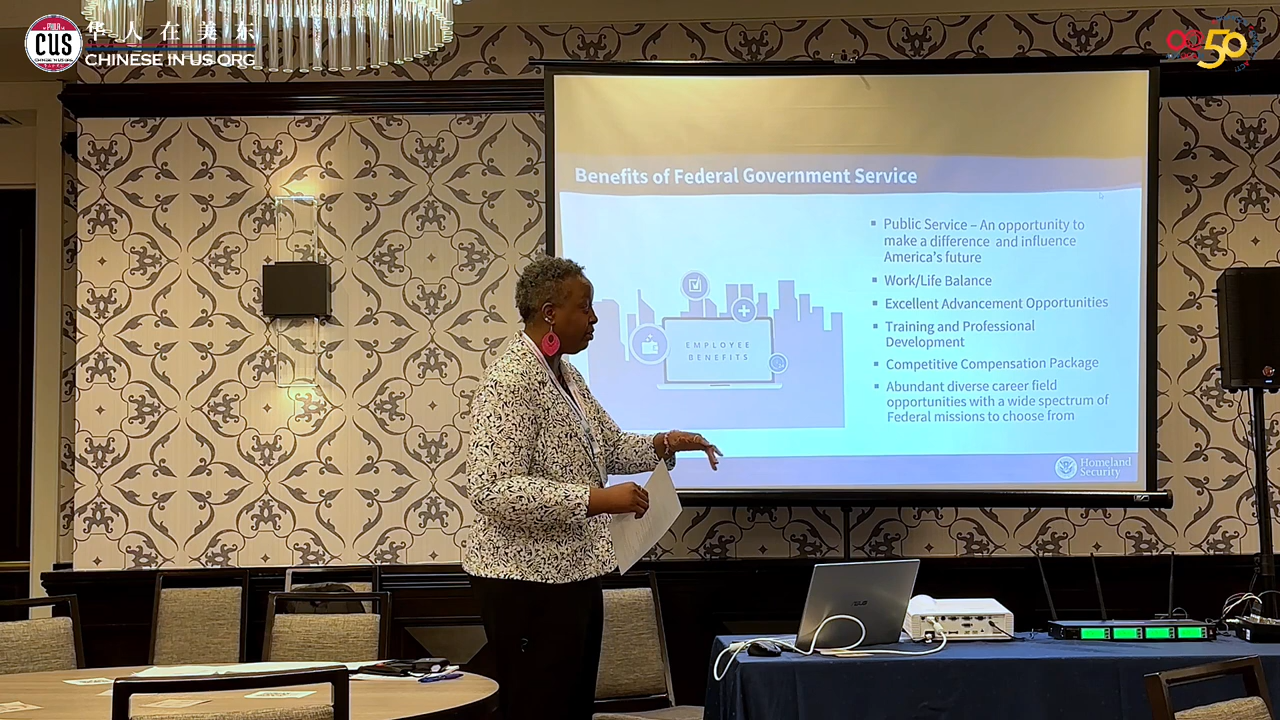 CUS
华人在美东
CHINESE IN US.ORG
50
Benefits of Federal Government Service
Public Service – An opportunity to
make a difference and influence
America's future
Work/Life Balance
Excellent Advancement Opportunities
Training and Professional
Development
Competitive Compensation Package
Abundant diverse career field
opportunities with a wide spectrum of
Federal missions to choose from
EMPLOYEE
BENEFITS
Homeland
Security
ASUS